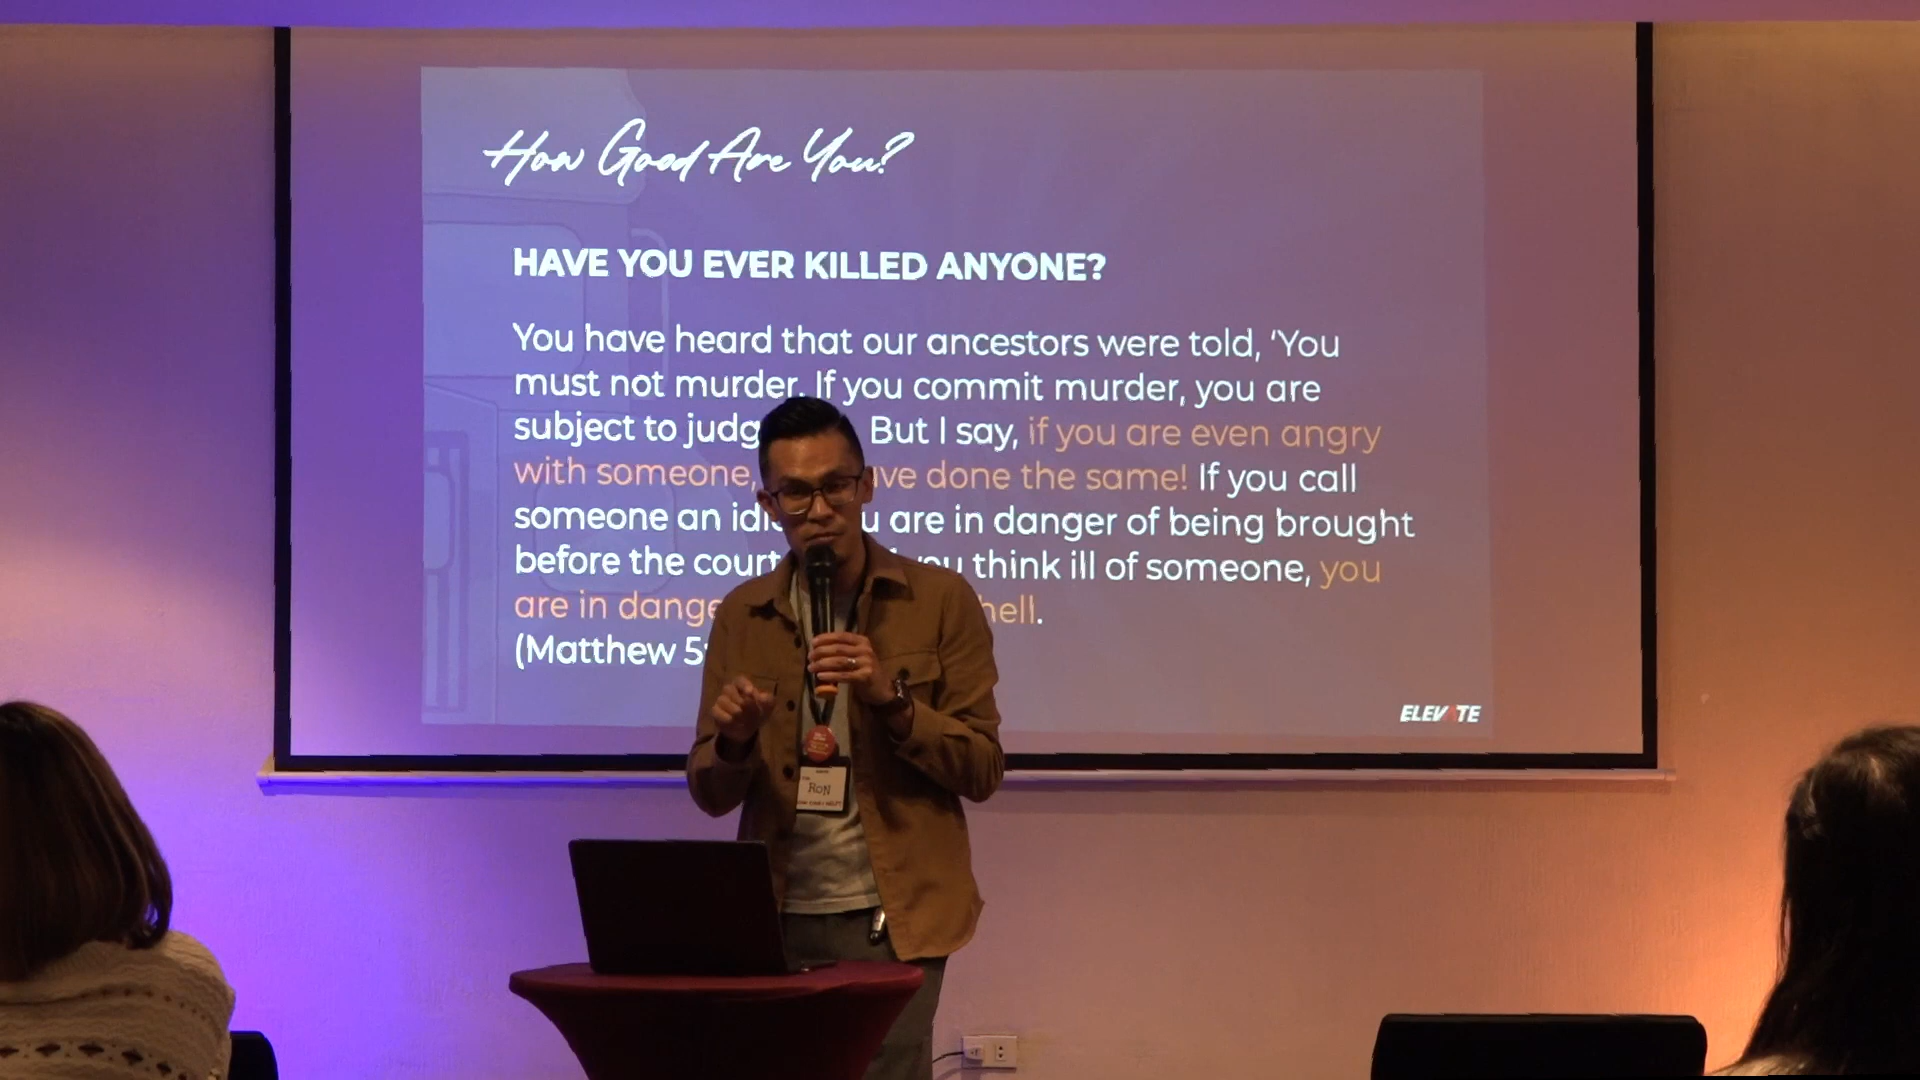 How Good Are You?
HAVE YOU EVER KILLED ANYONE?
You have heard that our ancestors were told, ‘You
must not murder. If you commit murder, you are
subject to judg But I say, if you are even angry
with someone, ve done the same! If you call
someone an idi u are in danger of being brought
before the court you think ill of someone, you
are in dange hell.
(Matthew 5:
ELEVATE
RON